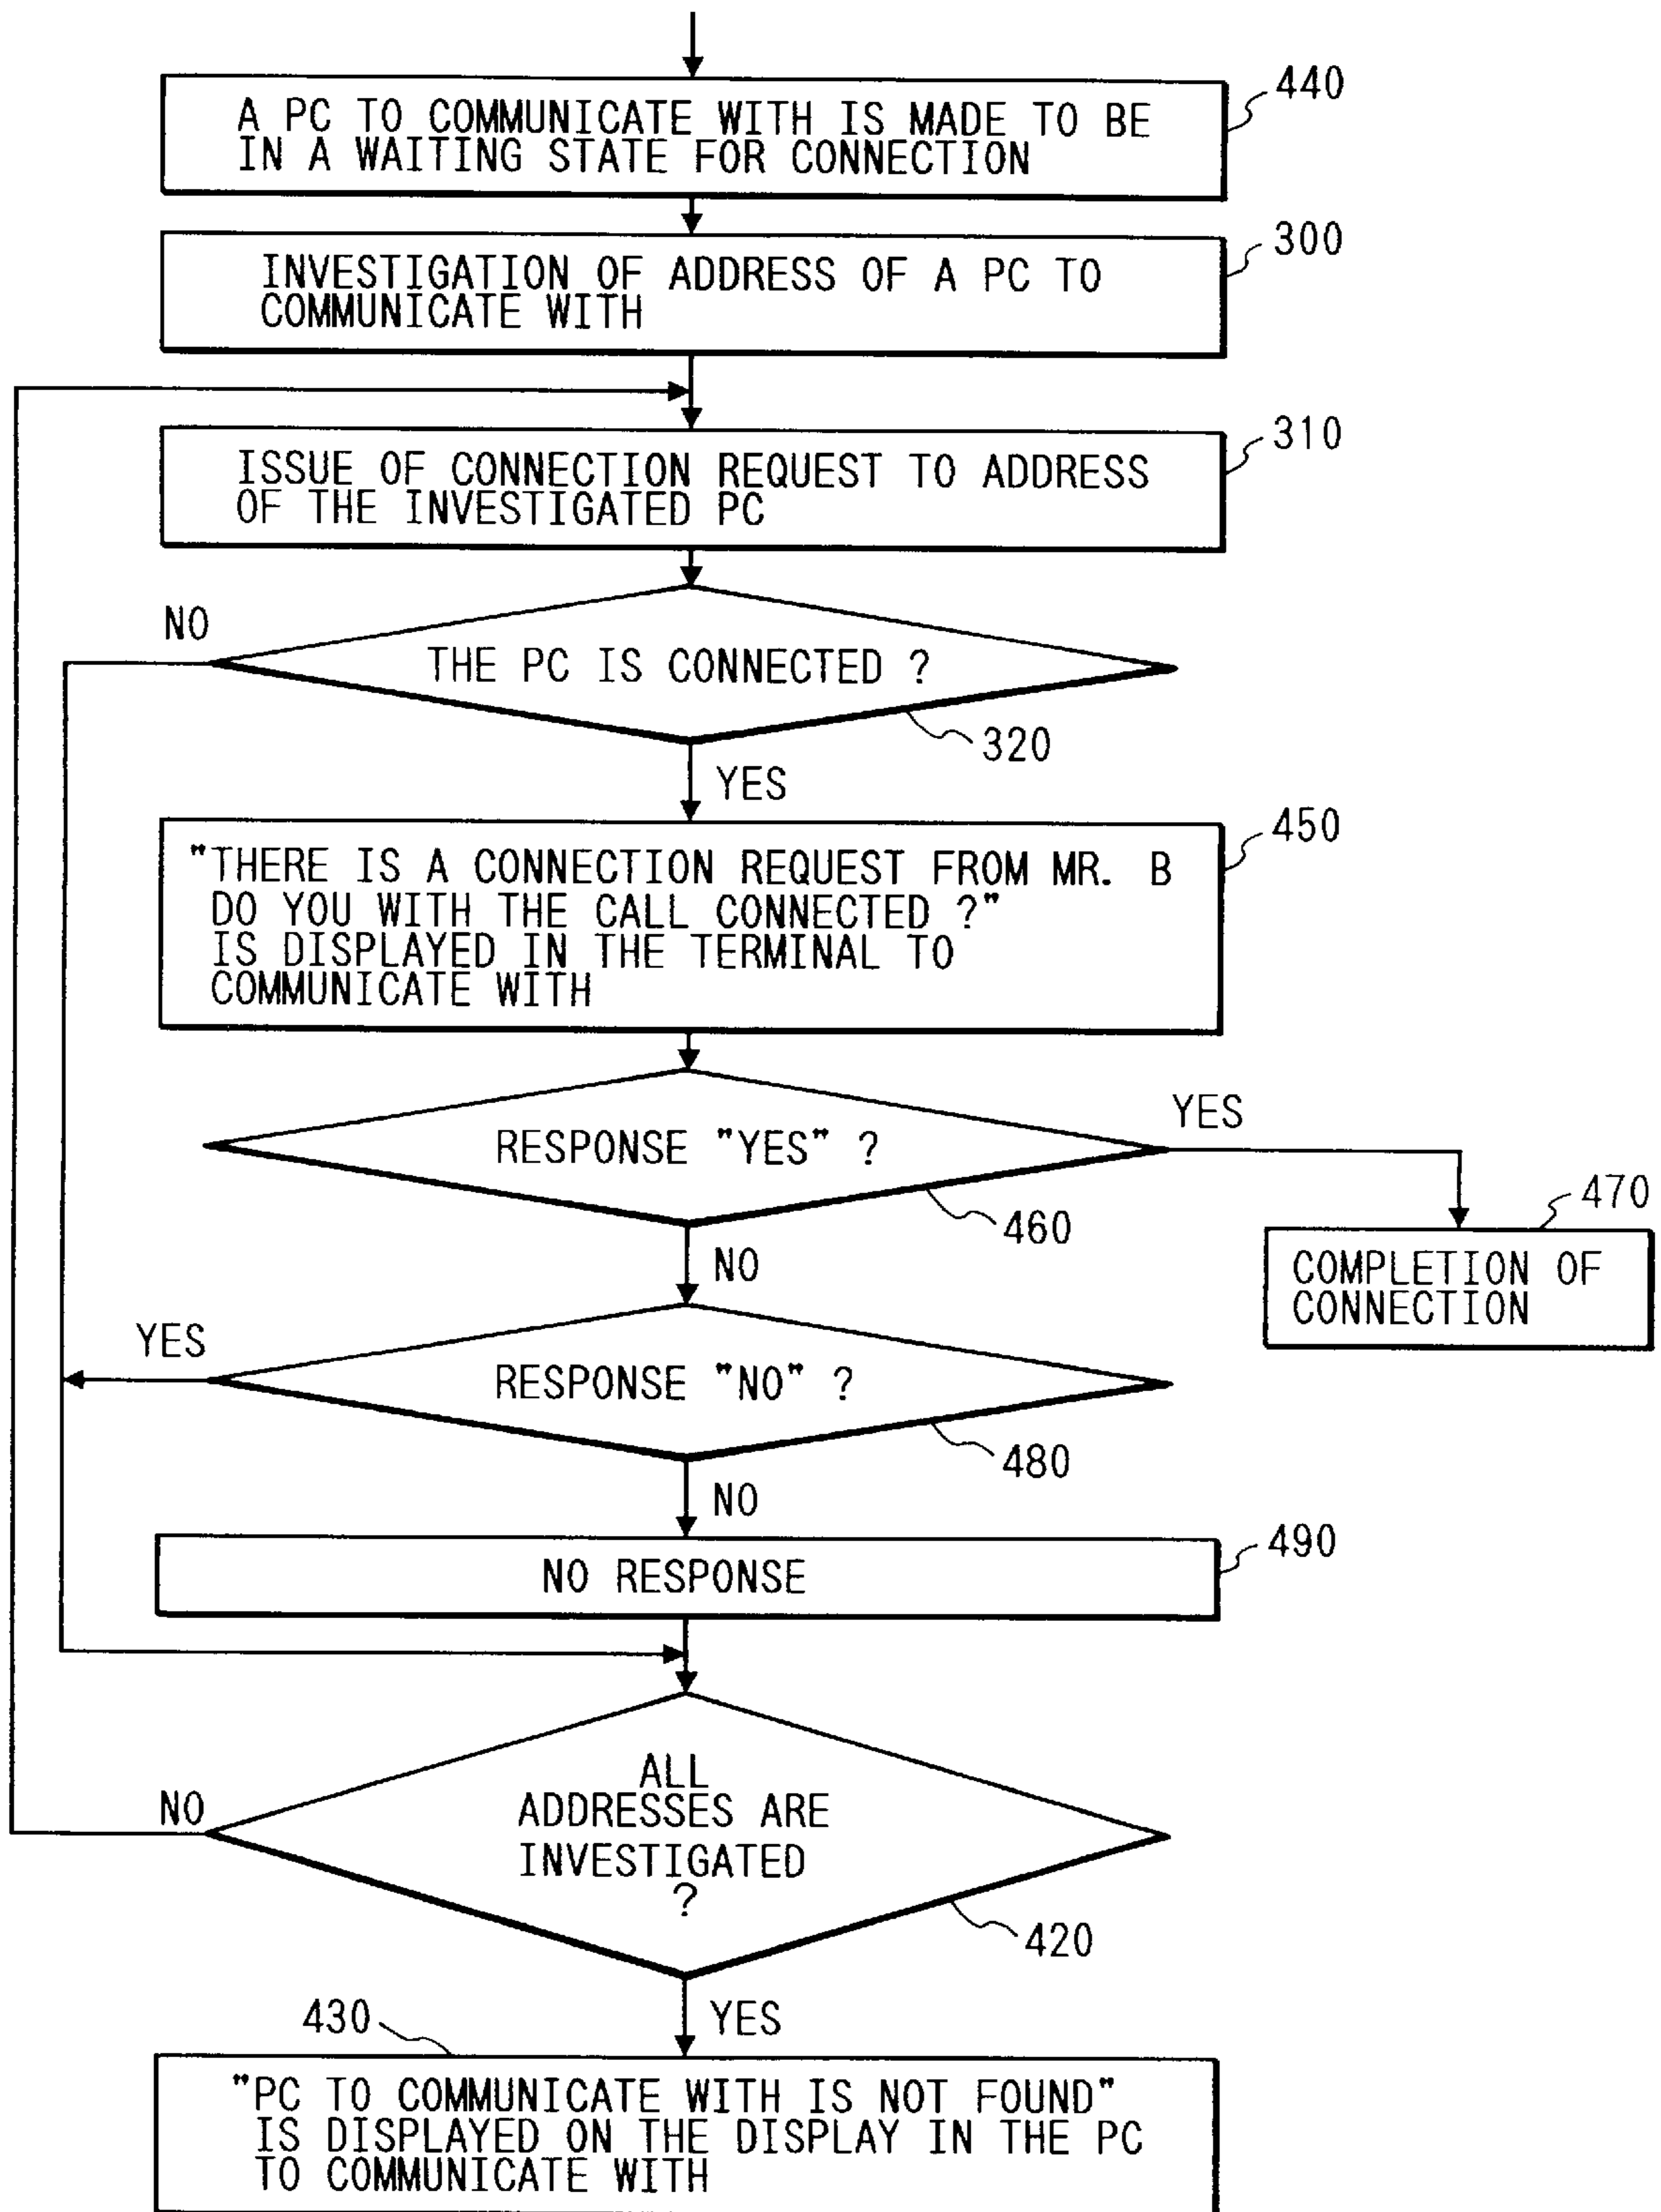 440
A PC TO COMMUNICATE WITH IS MADE TO BE
IN A WAITING STATE FOR CONNECTION
300
INVESTIGATION OF ADDRESS OF A PC TO
COMMUNICATE WITH
310
ISSUE OF CONNECTION REQUEST TO ADDRESS
OF THE INVESTIGATED PC
NO
THE PC IS CONNECTED ?
320
YES
450
"THERE IS A CONNECTION REQUEST FROM MR. B
DO YOU WITH THE CALL CONNECTED ?"
IS DISPLAYED IN THE TERMINAL TO
COMMUNICATE WITH
YES
RESPONSE "YES" ?
460
470
NO
COMPLETION OF
CONNECTION
YES
RESPONSE "NO" ?
480
NO
490
NO RESPONSE
ALL
ADDRESSES ARE
INVESTIGATED
?
NO
420
YES
430
"PC TO COMMUNICATE WITH IS NOT FOUND"
IS DISPLAYED ON THE DISPLAY IN THE PC
TO COMMUNICATE WITH